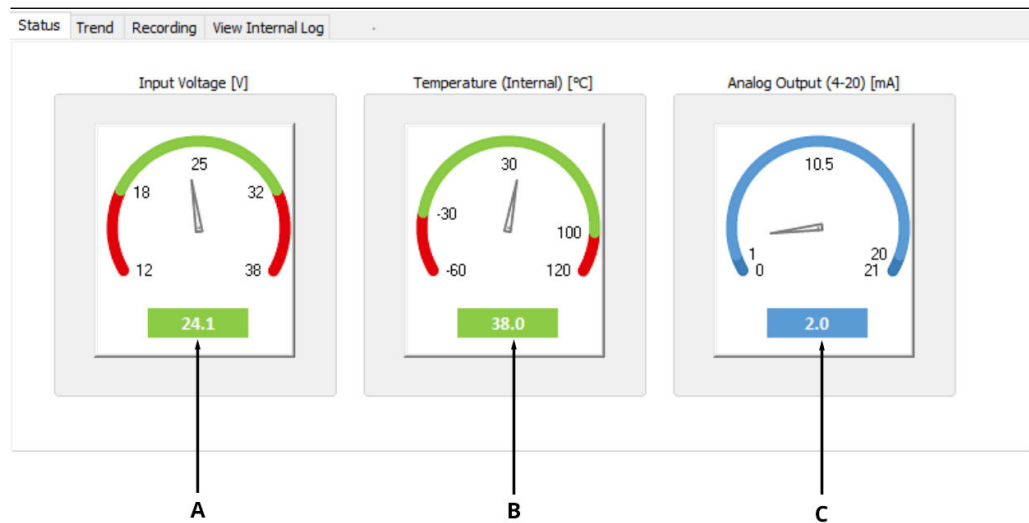 Status Trend Recording View Internal Log
Input Voltage [V]
25
18 32
12 38
24.1
Temperature (Internal) [°C]
30
-30
100
-60 120
38.0
Analog Output (4-20) [mA]
10.5
1 20
0 21
2.0
A B C